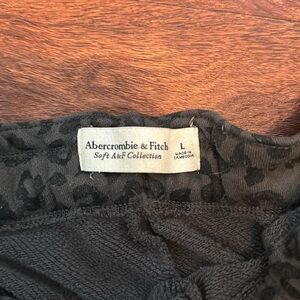 Abercrombie & Fitch
Soft A&F Collection
L
MADE IN
CAMBODIA